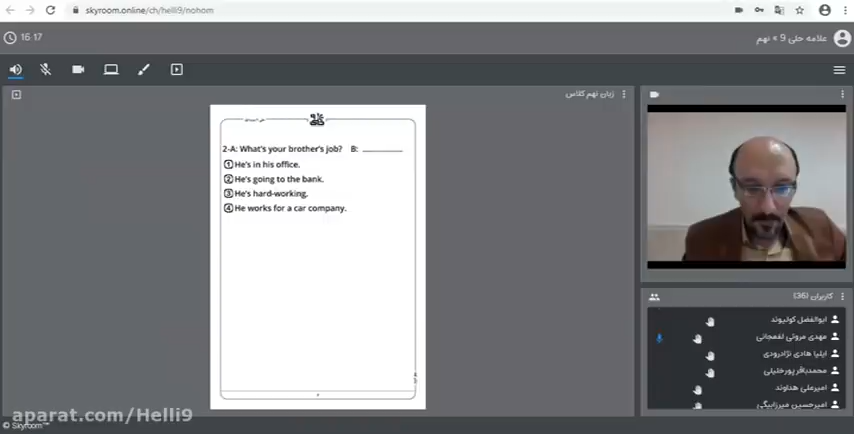 skyroom.online/ch/helli9/nohom
16:17
علامه حلی 9 » نهم
زبان نهم کلاس
2-A: What's your brother's job? B: __________
① He's in his office.
② He's going to the bank.
③ He's hard-working.
④ He works for a car company.
کاربران (36)
ابوالفضل کولیوند
مهدی مروتی لفمجانی
ایلیا هادی نژادرودی
محمدباقر پورخلیلی
امیرعلی هداوند
امیرحسین میرزابیگی
aparat.com/Helli9
© Skyroom™